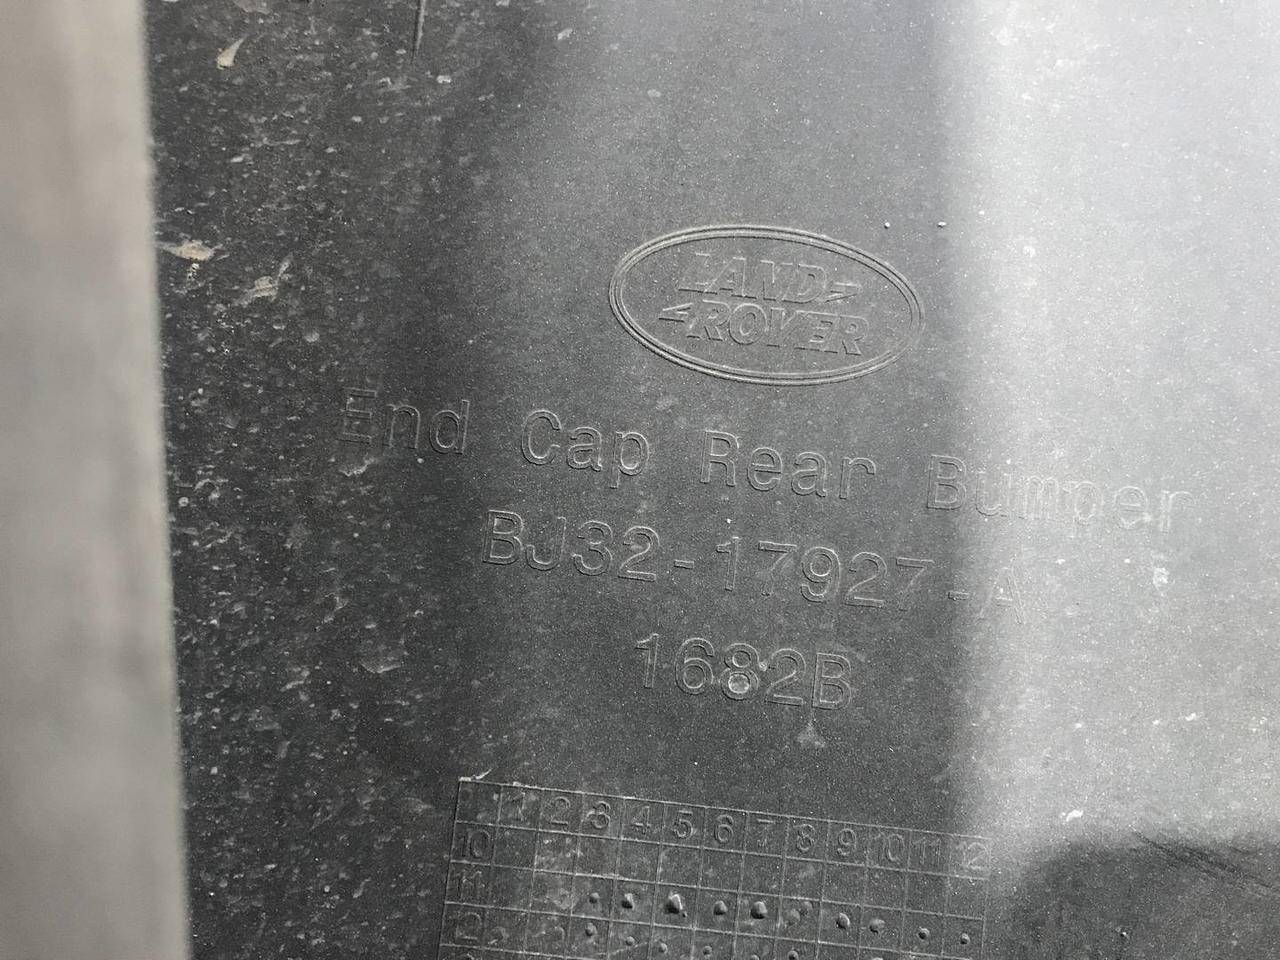 LAND
ROVER
End Cap Rear Bumper
BJ32-17927-A
1682B
1 2 3 4 5 6 7 8 9 10 11 12
10
11
12